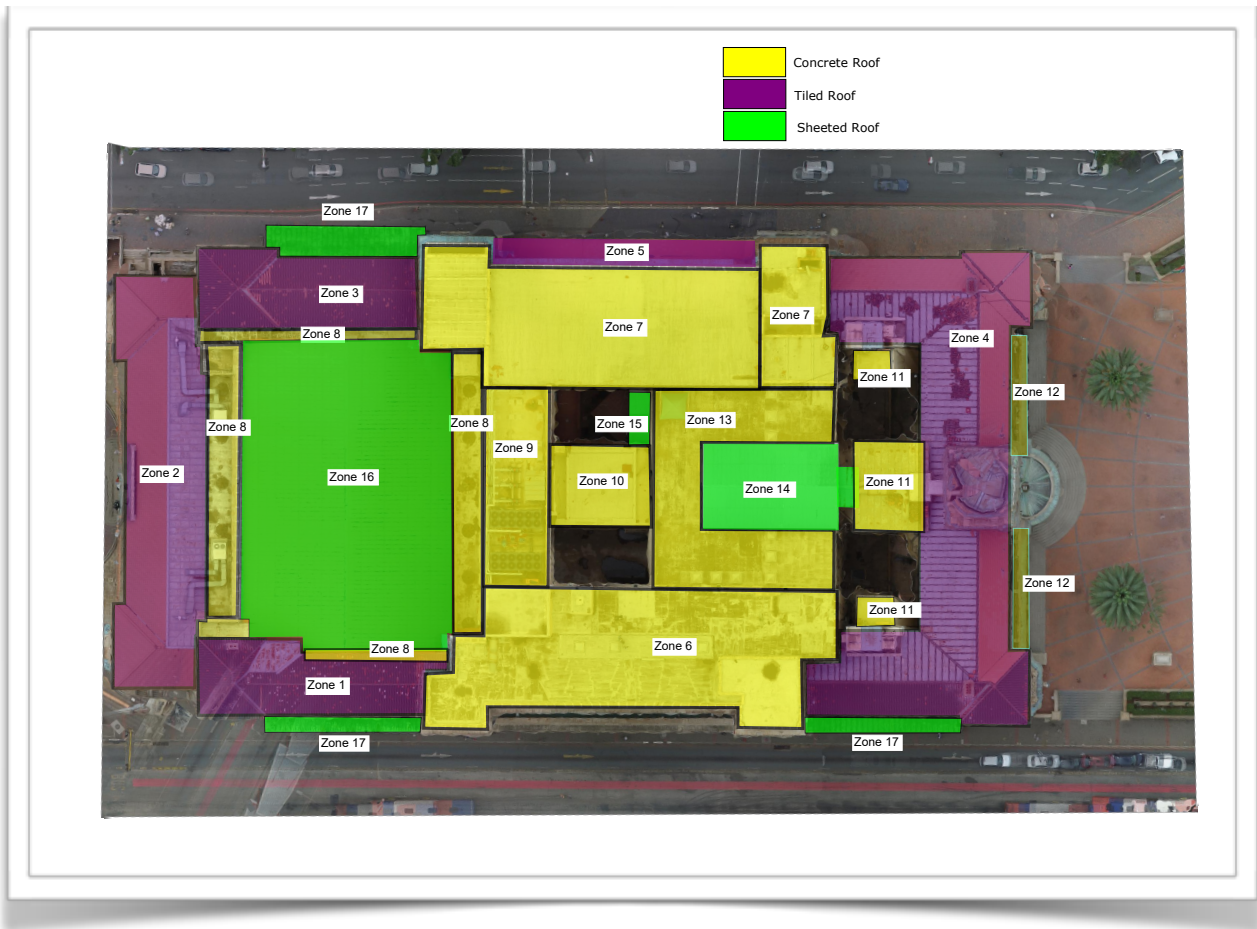 Concrete Roof
Tiled Roof
Sheeted Roof
Zone 17
Zone 5
Zone 3
Zone 7
Zone 7
Zone 8
Zone 4
Zone 11
Zone 12
Zone 15
Zone 13
Zone 8
Zone 8
Zone 9
Zone 2
Zone 16
Zone 10
Zone 14
Zone 11
Zone 12
Zone 11
Zone 8
Zone 6
Zone 1
Zone 17
Zone 17